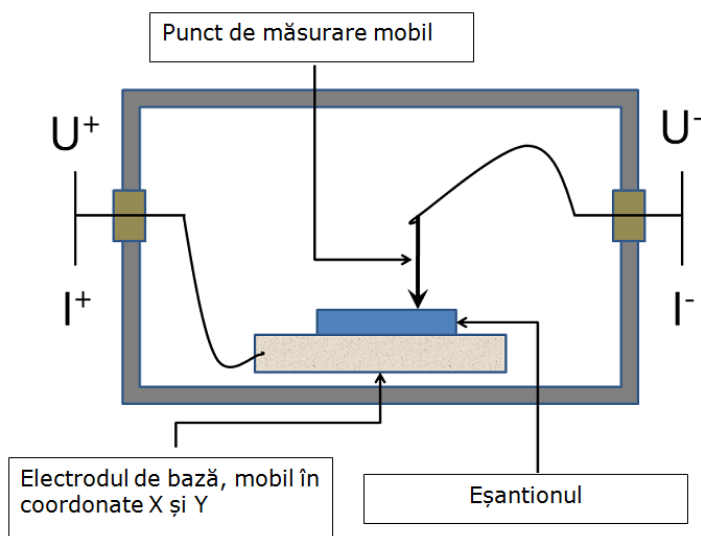 Punct de măsurare mobil
U⁺
U⁻
I⁺
I⁻
Electrodul de bază, mobil în
coordonate X și Y
Eșantionul